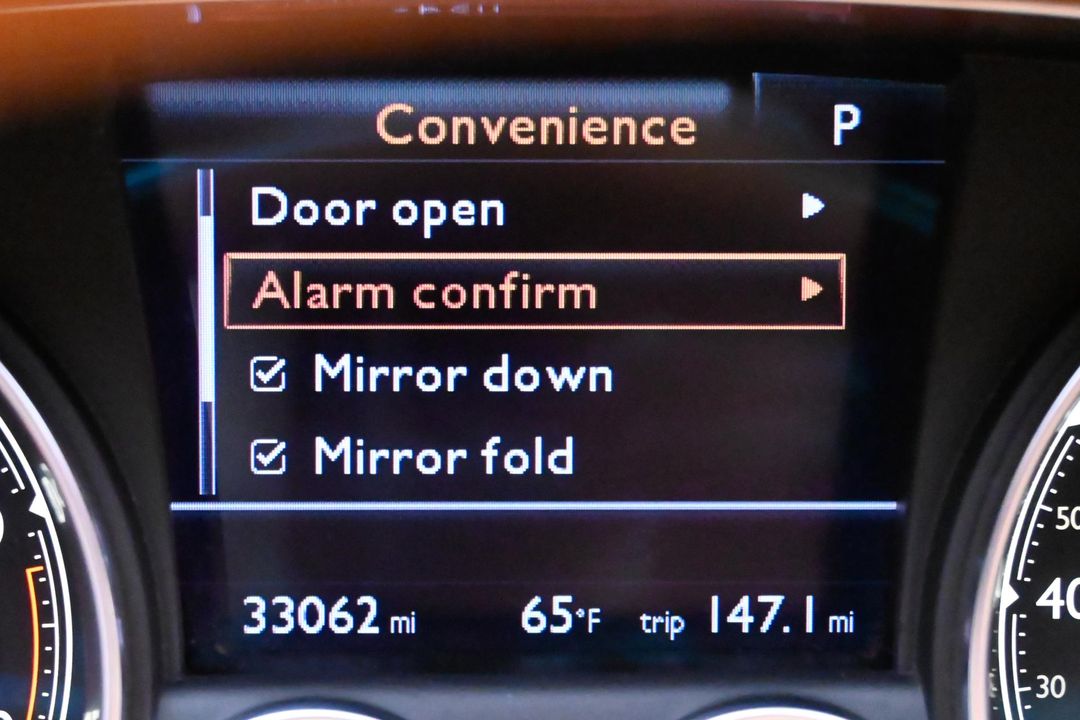 Convenience P
Door open
Alarm confirm
Mirror down
Mirror fold
33062 mi 65°F trip 147.1 mi
50
40
30